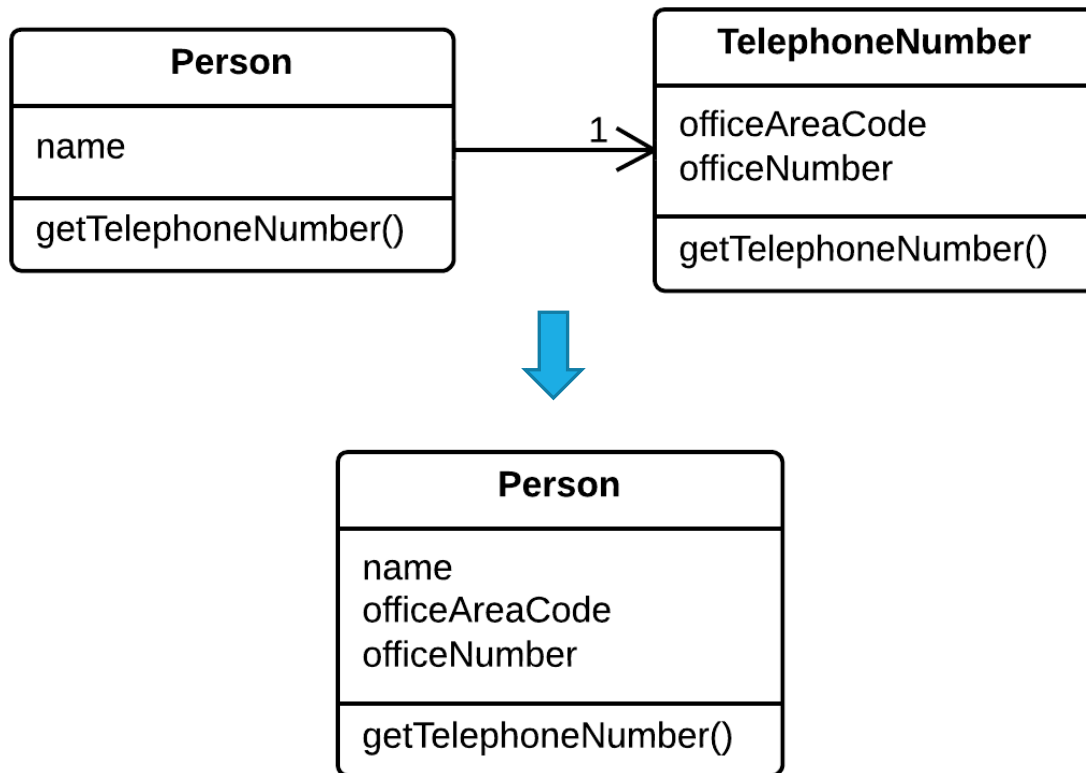 Person
name
getTelephoneNumber()
1
TelephoneNumber
officeAreaCode
officeNumber
getTelephoneNumber()
Person
name
officeAreaCode
officeNumber
getTelephoneNumber()